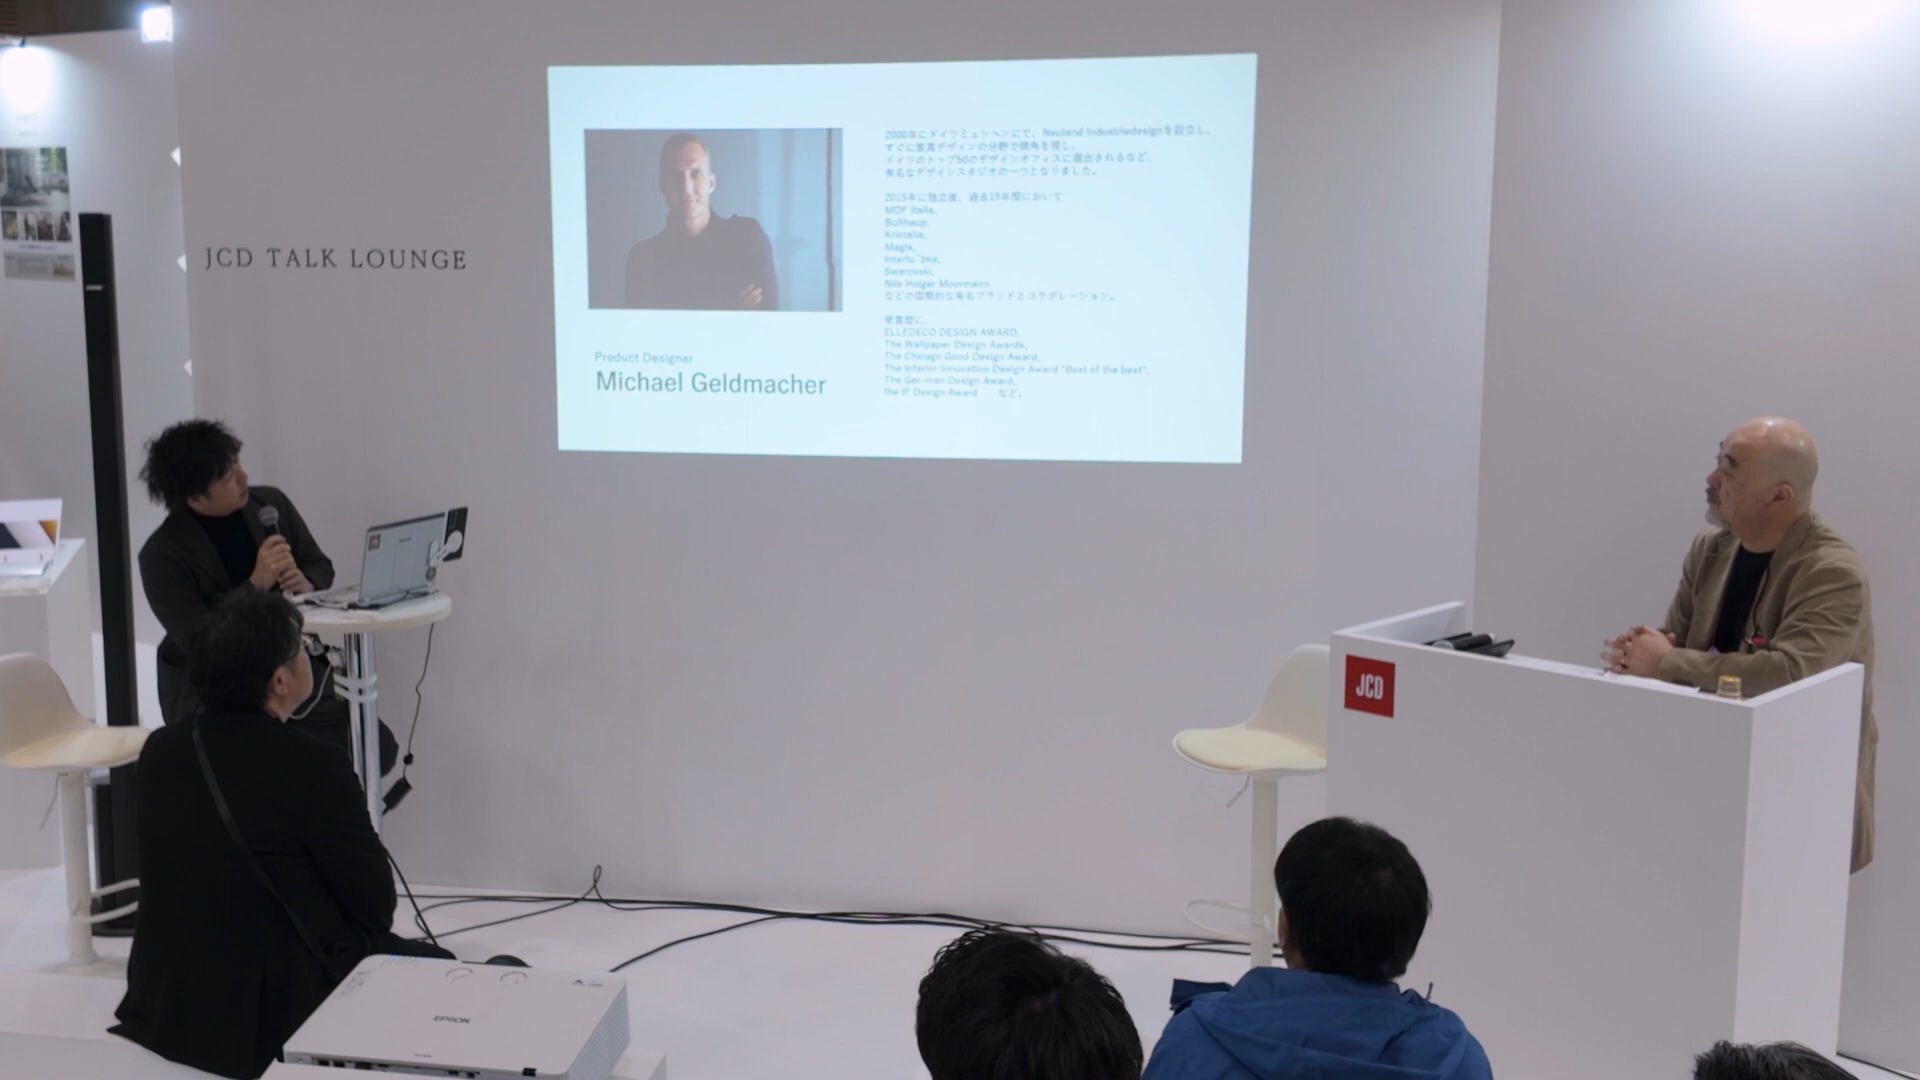 JCD TALK LOUNGE
Product Designer
Michael Geldmacher
2000年にドイツミュンヘンにて、Neuland Industriedesignを設立し、
すぐに家具デザインの分野で頭角を現し、
ドイツのトップ50のデザインオフィスに選出されるなど、
有名なデザインスタジオの一つとなりました。
2015年に独立後、過去15年間において
MDF Italia、
Bulthaup、
Kristalia、
Magis、
Interlu¨bke、
Swarovski、
Nils Holger Moormann
などの国際的な有名ブランドとコラボレーション。
受賞歴に、
ELLEDECO DESIGN AWARD、
The Wallpaper Design Awards、
The Chicago Good Design Award、
The Interior Innovation Design Award "Best of the best"、
The Ger-man Design Award、
the IF Design Award など。
JCD
EPSON